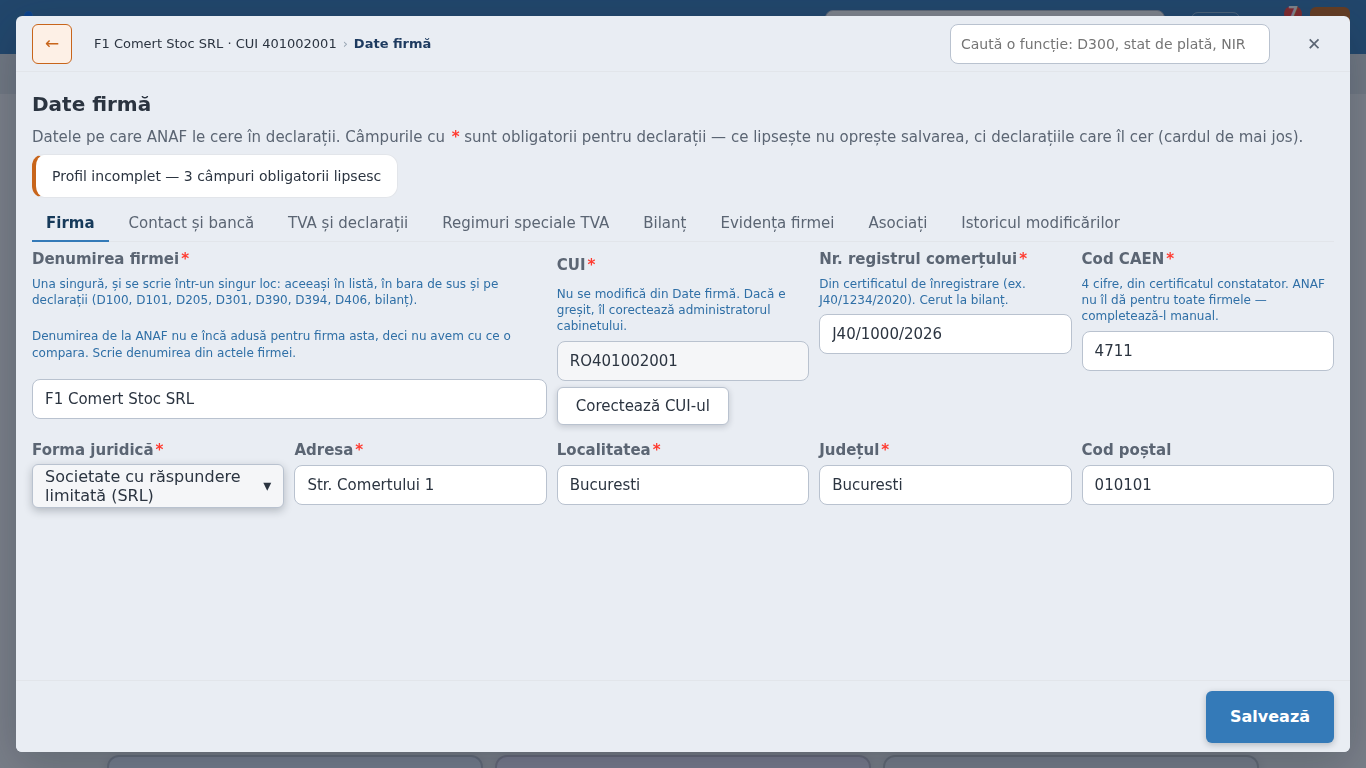 7
←
F1 Comert Stoc SRL · CUI 401002001 › Date firmă
Caută o funcție: D300, stat de plată, NIR
✕
Date firmă
Datele pe care ANAF le cere în declarații. Câmpurile cu * sunt obligatorii pentru declarații — ce lipsește nu oprește salvarea, ci declarațiile care îl cer (cardul de mai jos).
Profil incomplet — 3 câmpuri obligatorii lipsesc
Firma
Contact și bancă
TVA și declarații
Regimuri speciale TVA
Bilanț
Evidența firmei
Asociați
Istoricul modificărilor
Denumirea firmei*
Una singură, și se scrie într-un singur loc: aceeași în listă, în bara de sus și pe
declarații (D100, D101, D205, D301, D390, D394, D406, bilanț).
Denumirea de la ANAF nu e încă adusă pentru firma asta, deci nu avem cu ce o
compara. Scrie denumirea din actele firmei.
F1 Comert Stoc SRL
CUI*
Nu se modifică din Date firmă. Dacă e
greșit, îl corectează administratorul
cabinetului.
RO401002001
Corectează CUI-ul
Nr. registrul comerțului*
Din certificatul de înregistrare (ex.
J40/1234/2020). Cerut la bilanț.
J40/1000/2026
Cod CAEN*
4 cifre, din certificatul constatator. ANAF
nu îl dă pentru toate firmele —
completează-l manual.
4711
Forma juridică*
Societate cu răspundere
limitată (SRL)
▼
Adresa*
Str. Comertului 1
Localitatea*
Bucuresti
Județul*
Bucuresti
Cod poștal
010101
Salvează